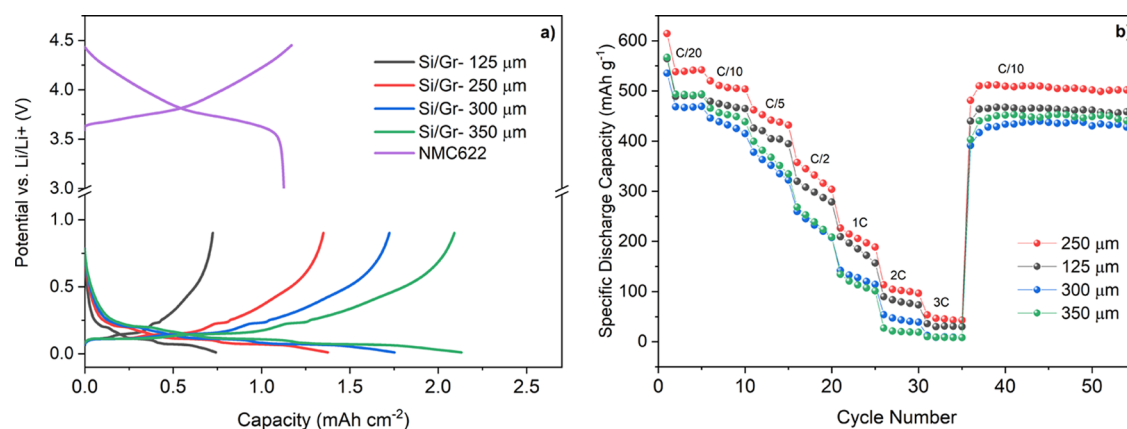 a)
Potential vs. Li/Li+ (V)
4.5
4.0
3.5
3.0
1.0
0.5
0.0
Si/Gr- 125 μm
Si/Gr- 250 μm
Si/Gr- 300 μm
Si/Gr- 350 μm
NMC622
0.0 0.5 1.0 1.5 2.0 2.5
Capacity (mAh cm⁻²)
b)
Specific Discharge Capacity (mAh g⁻¹)
600
500
400
300
200
100
0
C/20
C/10
C/5
C/2
1C
2C
3C
C/10
250 μm
125 μm
300 μm
350 μm
0 10 20 30 40 50
Cycle Number